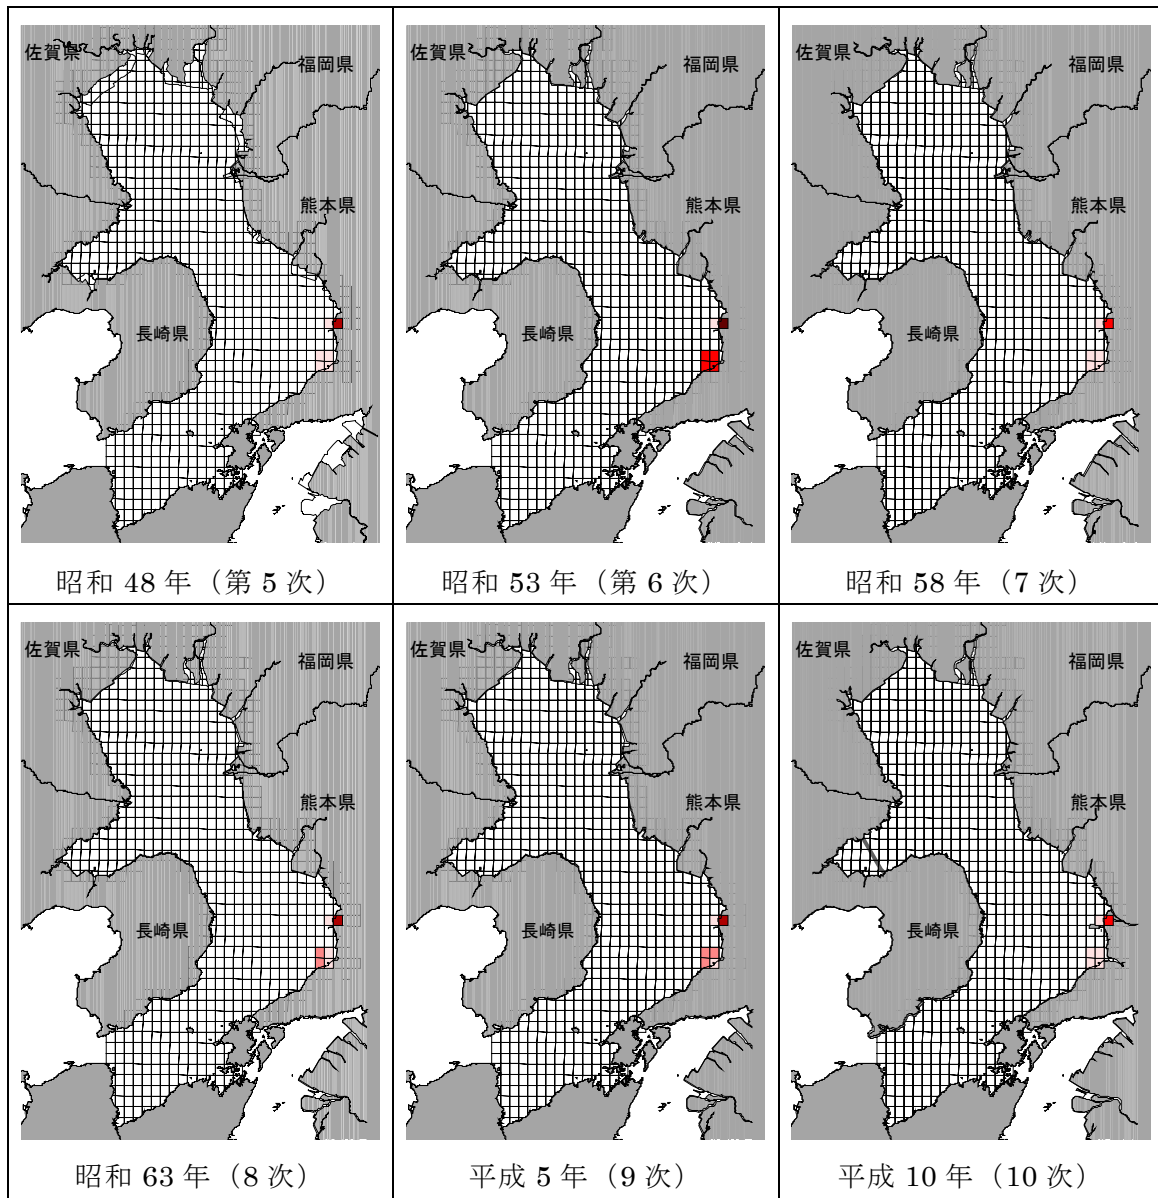 佐賀県
福岡県
熊本県
長崎県
佐賀県
福岡県
熊本県
長崎県
佐賀県
福岡県
熊本県
長崎県
昭和 48 年（第 5 次）
昭和 53 年（第 6 次）
昭和 58 年（7 次）
佐賀県
福岡県
熊本県
長崎県
佐賀県
福岡県
熊本県
長崎県
佐賀県
福岡県
熊本県
長崎県
昭和 63 年（8 次）
平成 5 年（9 次）
平成 10 年（10 次）